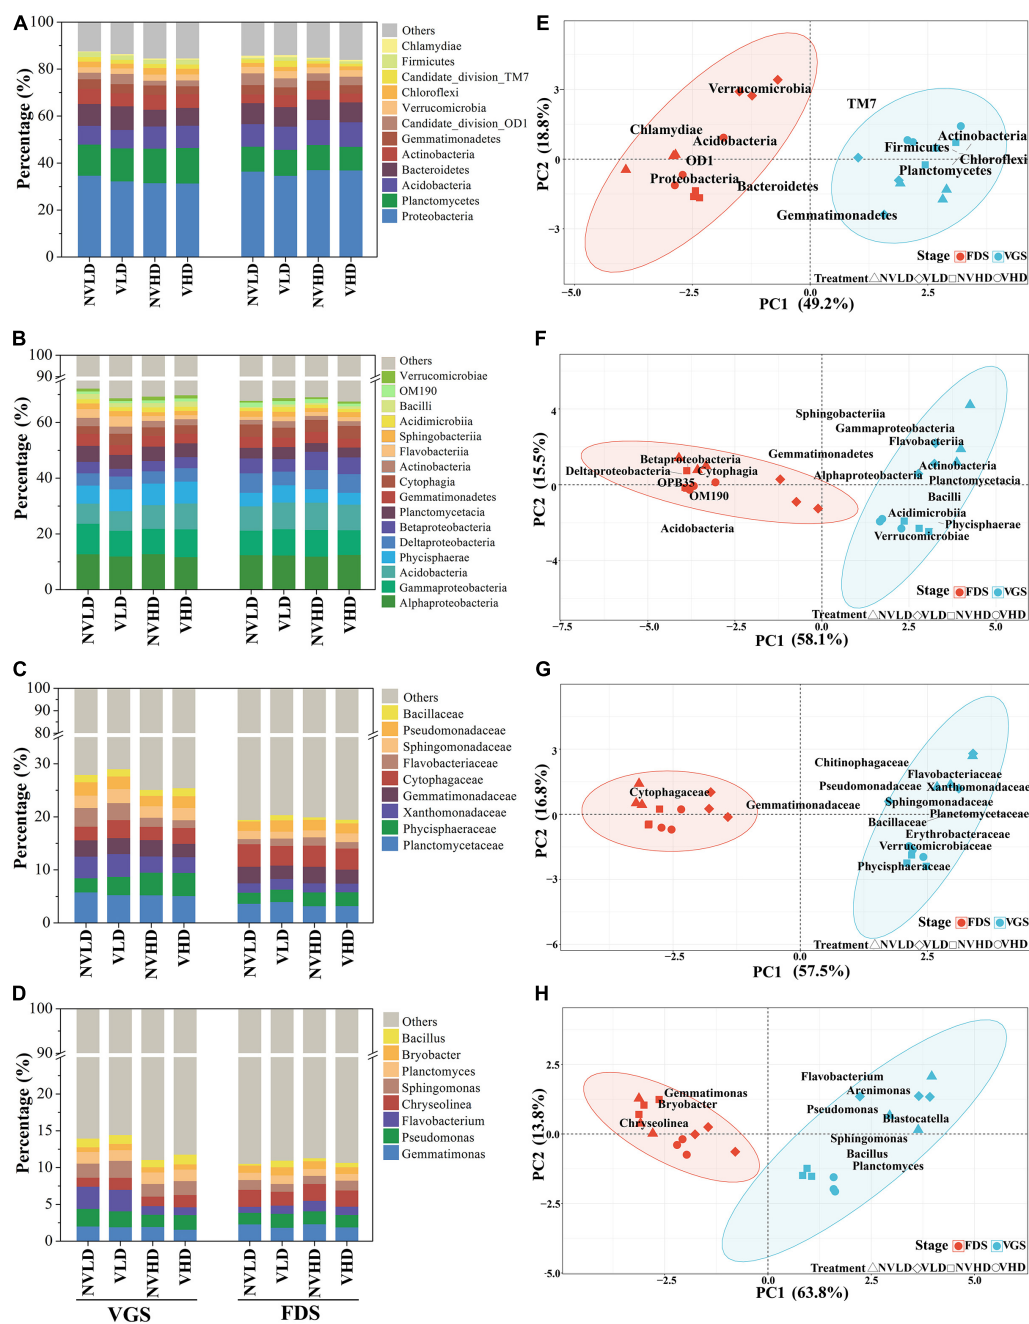 A
Percentage (%)
100
80
60
40
20
0
NVLD
VLD
NVHD
VHD
NVLD
VLD
NVHD
VHD
Others
Chlamydiae
Firmicutes
Candidate_division_TM7
Chloroflexi
Verrucomicrobia
Candidate_division_OD1
Gemmatimonadetes
Actinobacteria
Bacteroidetes
Acidobacteria
Planctomycetes
Proteobacteria
E
PC2 (18.8%)
3
0
-3
Verrucomicrobia
TM7
Chlamydiae
Acidobacteria
Actinobacteria
Firmicutes
OD1
Chloroflexi
Planctomycetes
Proteobacteria
Bacteroidetes
Gemmatimonadetes
Stage FDS VGS
Treatment NVLD VLD NVHD VHD
-5.0
-2.5
0.0
2.5
PC1 (49.2%)
B
Percentage (%)
100
90
60
40
20
0
NVLD
VLD
NVHD
VHD
NVLD
VLD
NVHD
VHD
Others
Verrucomicrobiae
OM190
Bacilli
Acidimicrobiia
Sphingobacteriia
Flavobacteriia
Actinobacteria
Cytophagia
Gemmatimonadetes
Planctomycetacia
Betaproteobacteria
Deltaproteobacteria
Phycisphaerae
Acidobacteria
Gammaproteobacteria
Alphaproteobacteria
F
PC2 (15.5%)
4
0
-4
Sphingobacteriia
Gammaproteobacteria
Flavobacteriia
Betaproteobacteria
Gemmatimonadetes
Deltaproteobacteria
Cytophagia
Actinobacteria
Alphaproteobacteria
Planctomycetacia
OPB35
OM190
Bacilli
Acidimicrobiia
Acidobacteria
Phycisphaerae
Verrucomicrobiae
Stage FDS VGS
Treatment NVLD VLD NVHD VHD
-7.5
-5.0
-2.5
0.0
2.5
5.0
PC1 (58.1%)
C
Percentage (%)
100
90
80
30
20
10
0
NVLD
VLD
NVHD
VHD
NVLD
VLD
NVHD
VHD
Others
Bacillaceae
Pseudomonadaceae
Sphingomonadaceae
Flavobacteriaceae
Cytophagaceae
Gemmatimonadaceae
Xanthomonadaceae
Phycisphaeraceae
Planctomycetaceae
G
PC2 (16.8%)
3
0
-3
-6
Chitinophagaceae
Flavobacteriaceae
Pseudomonadaceae
Xanthomonadaceae
Cytophagaceae
Gemmatimonadaceae
Sphingomonadaceae
Planctomycetaceae
Bacillaceae
Erythrobacteraceae
Verrucomicrobiaceae
Phycisphaeraceae
Stage FDS VGS
Treatment NVLD VLD NVHD VHD
-2.5
0.0
2.5
PC1 (57.5%)
D
Percentage (%)
100
90
20
10
5
0
NVLD
VLD
NVHD
VHD
NVLD
VLD
NVHD
VHD
VGS
FDS
Others
Bacillus
Bryobacter
Planctomyces
Sphingomonas
Chryseolinea
Flavobacterium
Pseudomonas
Gemmatimonas
H
PC2 (13.8%)
2.5
0.0
-2.5
-5.0
Flavobacterium
Gemmatimonas
Arenimonas
Bryobacter
Pseudomonas
Blastocatella
Chryseolinea
Sphingomonas
Bacillus
Planctomyces
Stage FDS VGS
Treatment NVLD VLD NVHD VHD
-2.5
0.0
2.5
5.0
PC1 (63.8%)